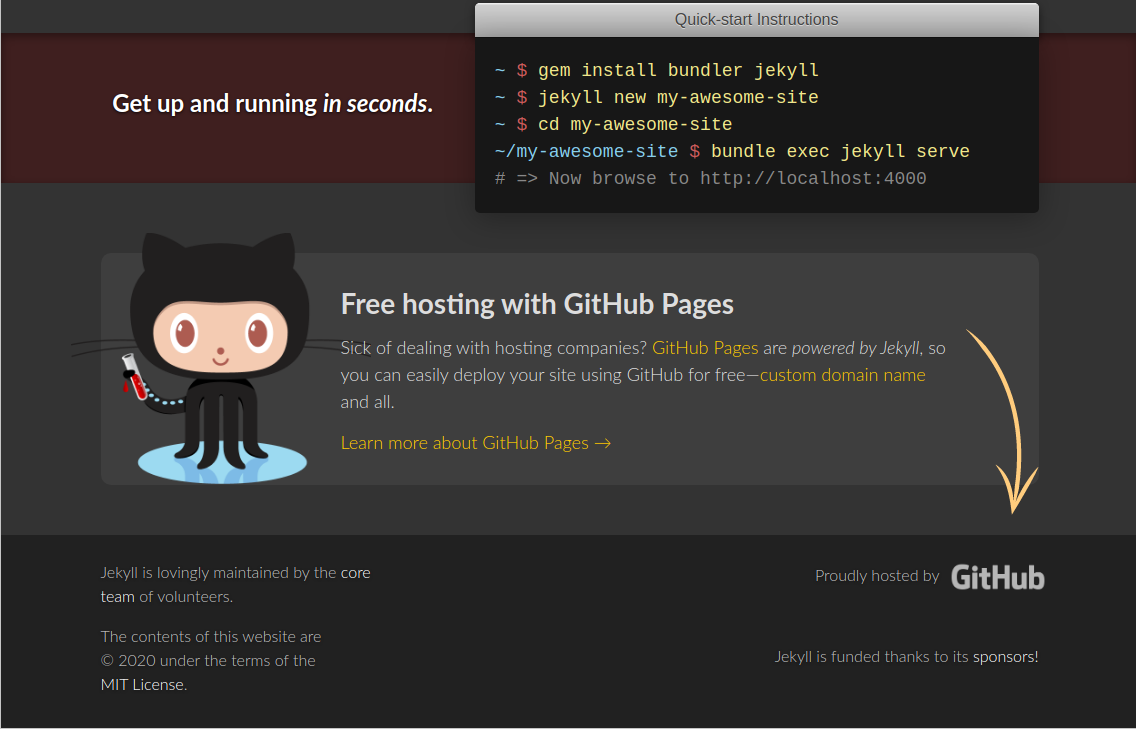 Quick-start Instructions
Get up and running in seconds.
~ $ gem install bundler jekyll
~ $ jekyll new my-awesome-site
~ $ cd my-awesome-site
~/my-awesome-site $ bundle exec jekyll serve
# => Now browse to http://localhost:4000
Free hosting with GitHub Pages
Sick of dealing with hosting companies? GitHub Pages are powered by Jekyll, so
you can easily deploy your site using GitHub for free—custom domain name
and all.
Learn more about GitHub Pages →
Jekyll is lovingly maintained by the core
team of volunteers.
The contents of this website are
© 2020 under the terms of the
MIT License.
Proudly hosted by GitHub
Jekyll is funded thanks to its sponsors!